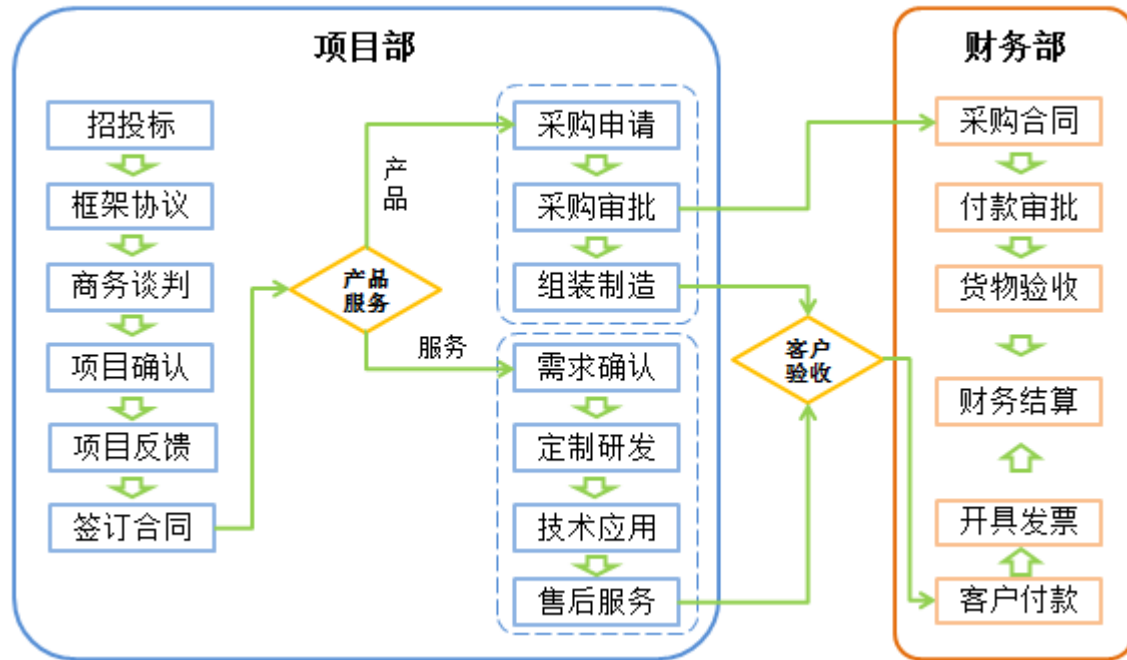 项目部
招投标
框架协议
商务谈判
项目确认
项目反馈
签订合同
产品
服务
产
品
服务
采购申请
采购审批
组装制造
需求确认
定制研发
技术应用
售后服务
客户
验收
财务部
采购合同
付款审批
货物验收
财务结算
开具发票
客户付款